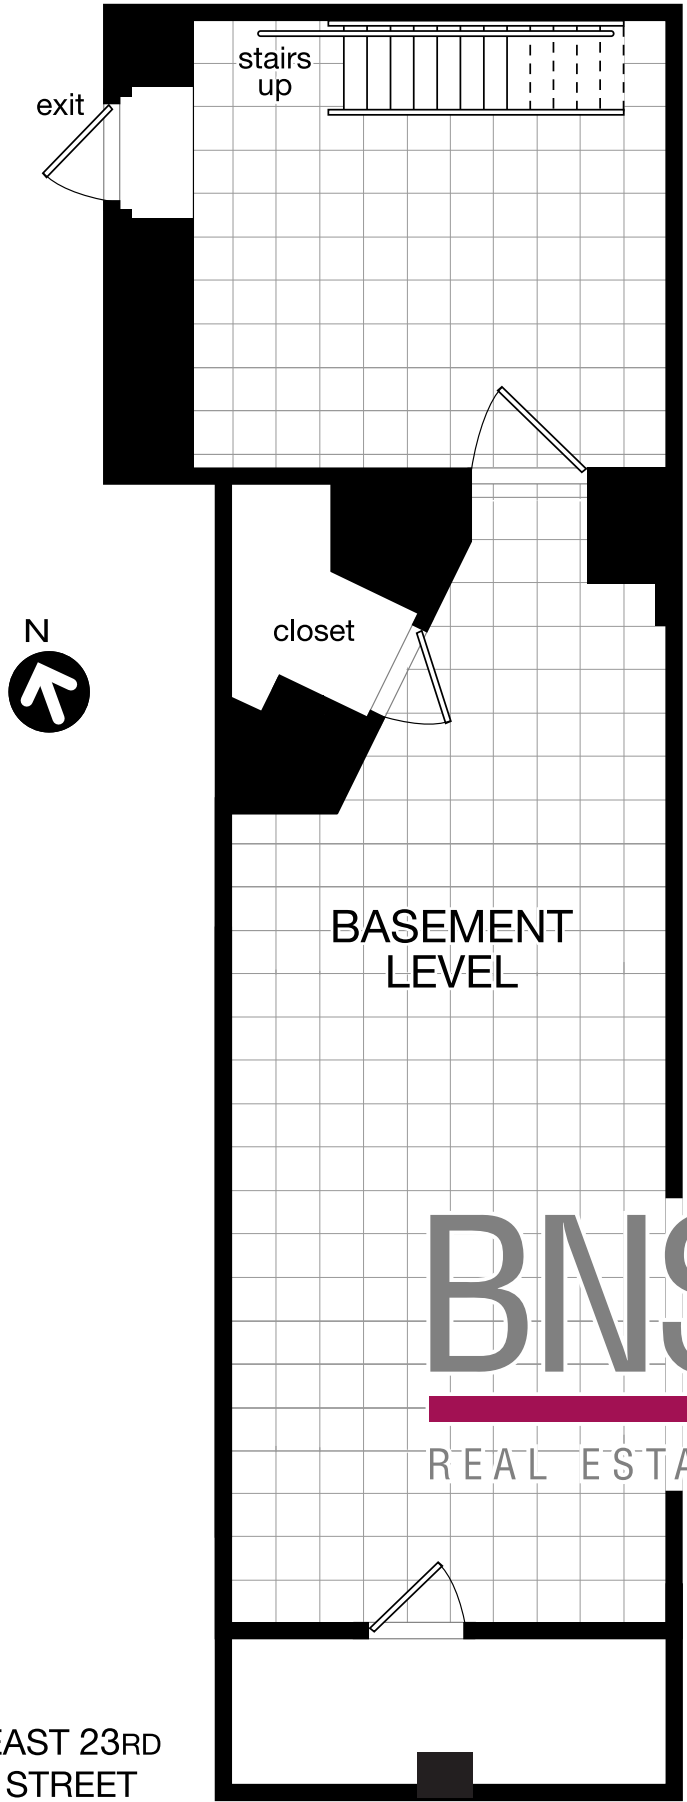 stairs
up
exit
N
closet
BASEMENT
LEVEL
BNS
REAL ESTA
EAST 23RD
STREET